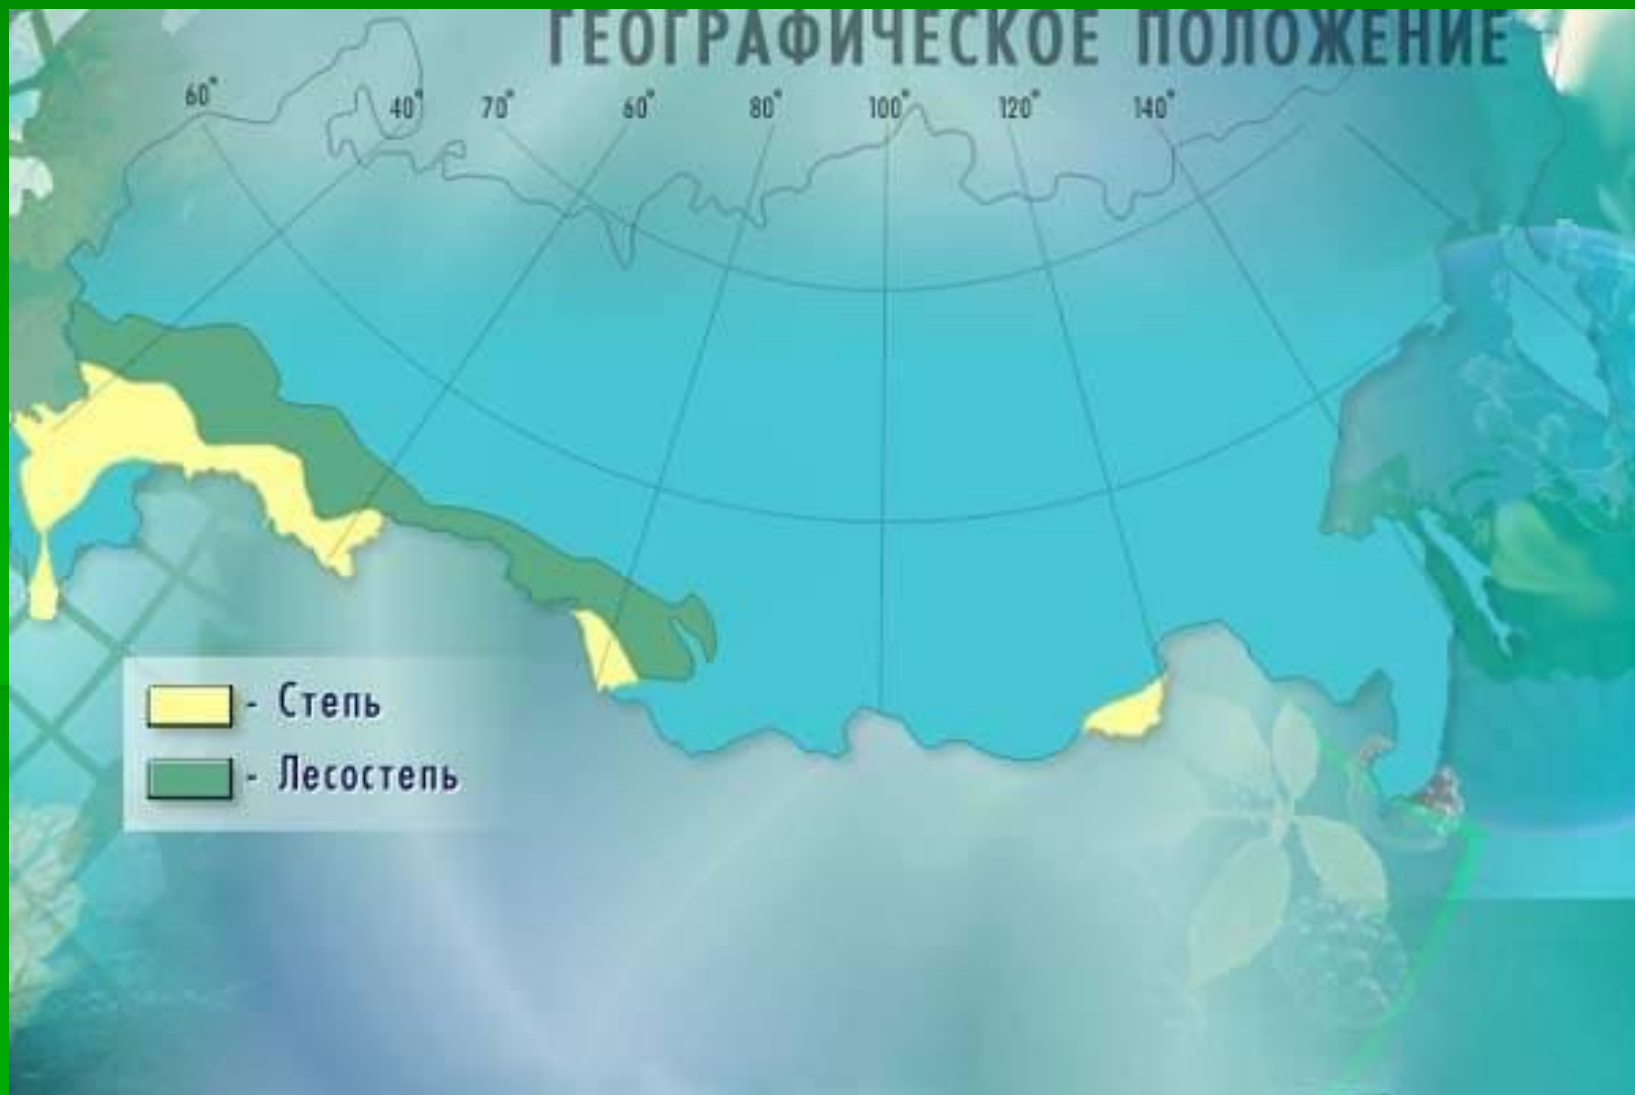 ГЕОГРАФИЧЕСКОЕ ПОЛОЖЕНИЕ
60° 40° 70° 60° 80° 100° 120° 140°
- Степь
- Лесостепь